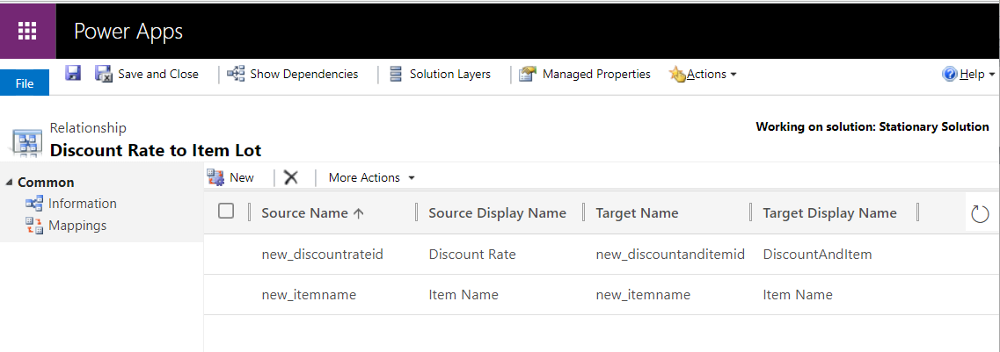 Power Apps
File Save and Close Show Dependencies Solution Layers Managed Properties Actions Help
Relationship
Working on solution: Stationary Solution
Discount Rate to Item Lot
Common
Information
Mappings
New More Actions
Source Name Source Display Name Target Name Target Display Name
new_discountrateid Discount Rate new_discountanditemid DiscountAndItem
new_itemname Item Name new_itemname Item Name